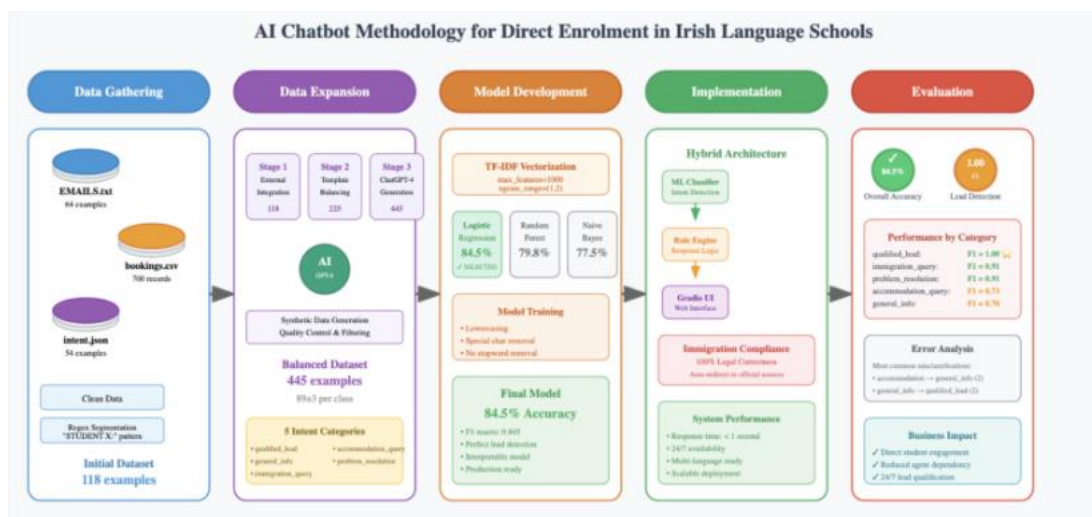 AI Chatbot Methodology for Direct Enrolment in Irish Language Schools
Data Gathering
EMAILS.txt
64 examples
bookings.csv
700 records
intent.json
54 examples
Clean Data
Regex Segmentation
"STUDENT X:" pattern
Initial Dataset
118 examples
Data Expansion
Stage 1
External
Integration
118
Stage 2
Template
Balancing
225
Stage 3
ChatGPT-4
Generation
445
AI
GPT-4
Synthetic Data Generation
Quality Control & Filtering
Balanced Dataset
445 examples
89±3 per class
5 Intent Categories
• qualified_lead
• accommodation_query
• general_info
• problem_resolution
• immigration_query
Model Development
TF-IDF Vectorization
max_features=1000
ngram_range=(1,2)
Logistic
Regression
84.5%
✓ SELECTED
Random
Forest
79.8%
Naive
Bayes
77.5%
Model Training
• Lowercasing
• Special char removal
• No stopword removal
Final Model
84.5% Accuracy
• F1-macro: 0.845
• Perfect lead detection
• Interpretable model
• Production ready
Implementation
Hybrid Architecture
ML Classifier
Intent Detection
Rule Engine
Response Logic
Gradio UI
Web Interface
Immigration Compliance
100% Legal Correctness
Auto redirect to official sources
System Performance
• Response time: < 1 second
• 24/7 availability
• Multi-language ready
• Scalable deployment
Evaluation
✓
84.5%
Overall Accuracy
1.00
F1
Lead Detection
Performance by Category
qualified_lead: F1 = 1.00
immigration_query: F1 = 0.91
problem_resolution: F1 = 0.91
accommodation_query: F1 = 0.73
general_info: F1 = 0.70
Error Analysis
Most common misclassifications:
• accommodation → general_info (2)
• general_info → qualified_lead (2)
Business Impact
✓ Direct student engagement
✓ Reduced agent dependency
✓ 24/7 lead qualification